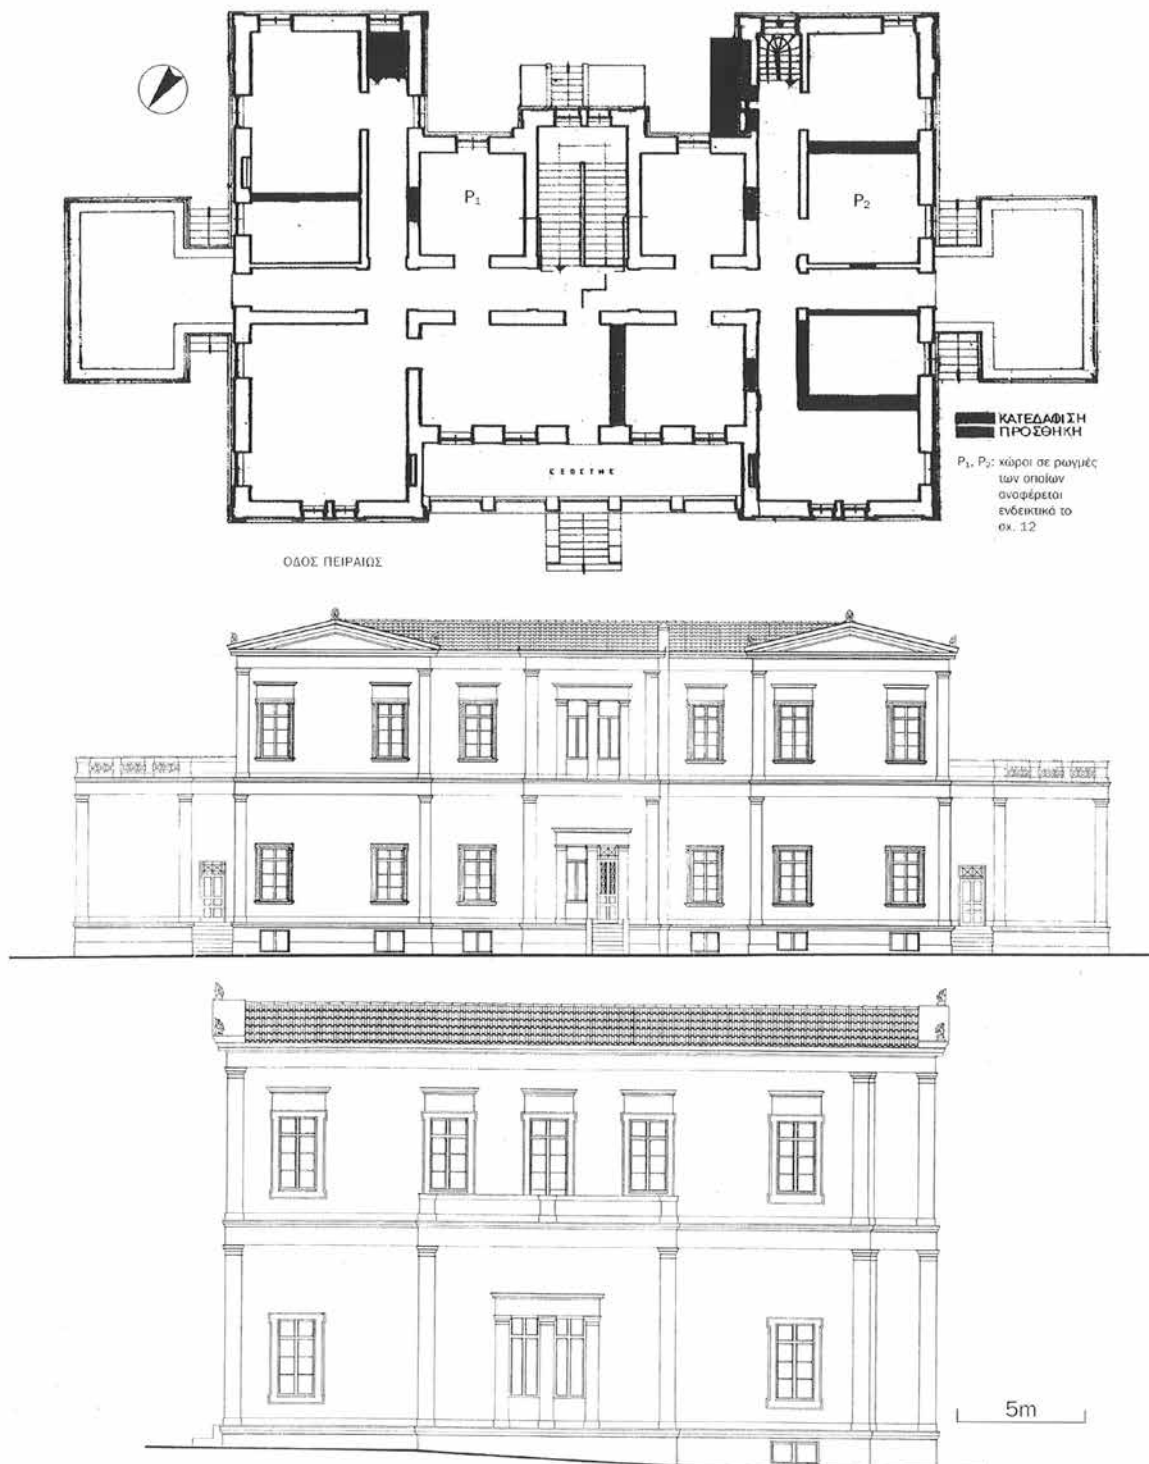 P₁
P₂
ΚΑΤΕΔΑΦΙΣΗ
ΠΡΟΣΘΗΚΗ
P₁, P₂: χώροι σε ρωγμές
των οποίων
αναφέρεται
ενδεικτικά το
σχ. 12
ΟΔΟΣ ΠΕΙΡΑΙΩΣ
5m